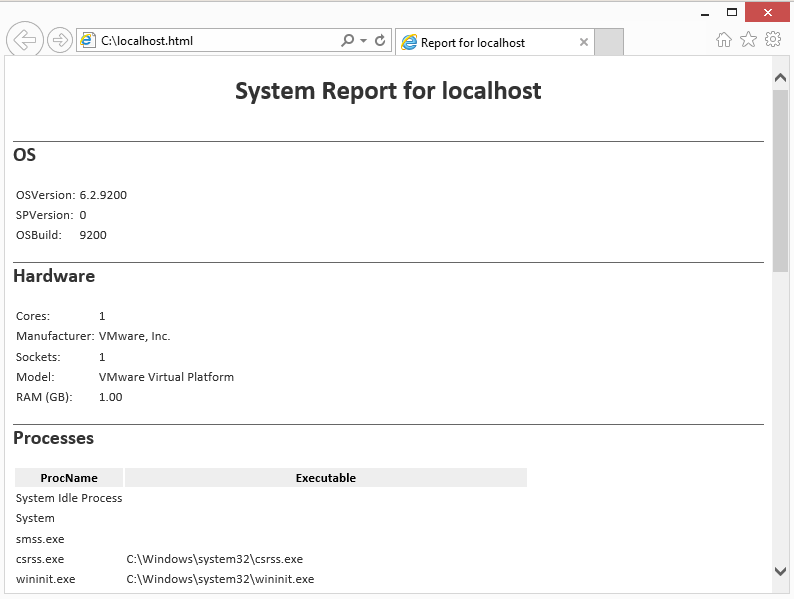 C:\localhost.html
Report for localhost
System Report for localhost
OS
OSVersion: 6.2.9200
SPVersion: 0
OSBuild: 9200
Hardware
Cores: 1
Manufacturer: VMware, Inc.
Sockets: 1
Model: VMware Virtual Platform
RAM (GB): 1.00
Processes
ProcName Executable
System Idle Process
System
smss.exe
csrss.exe C:\Windows\system32\csrss.exe
wininit.exe C:\Windows\system32\wininit.exe